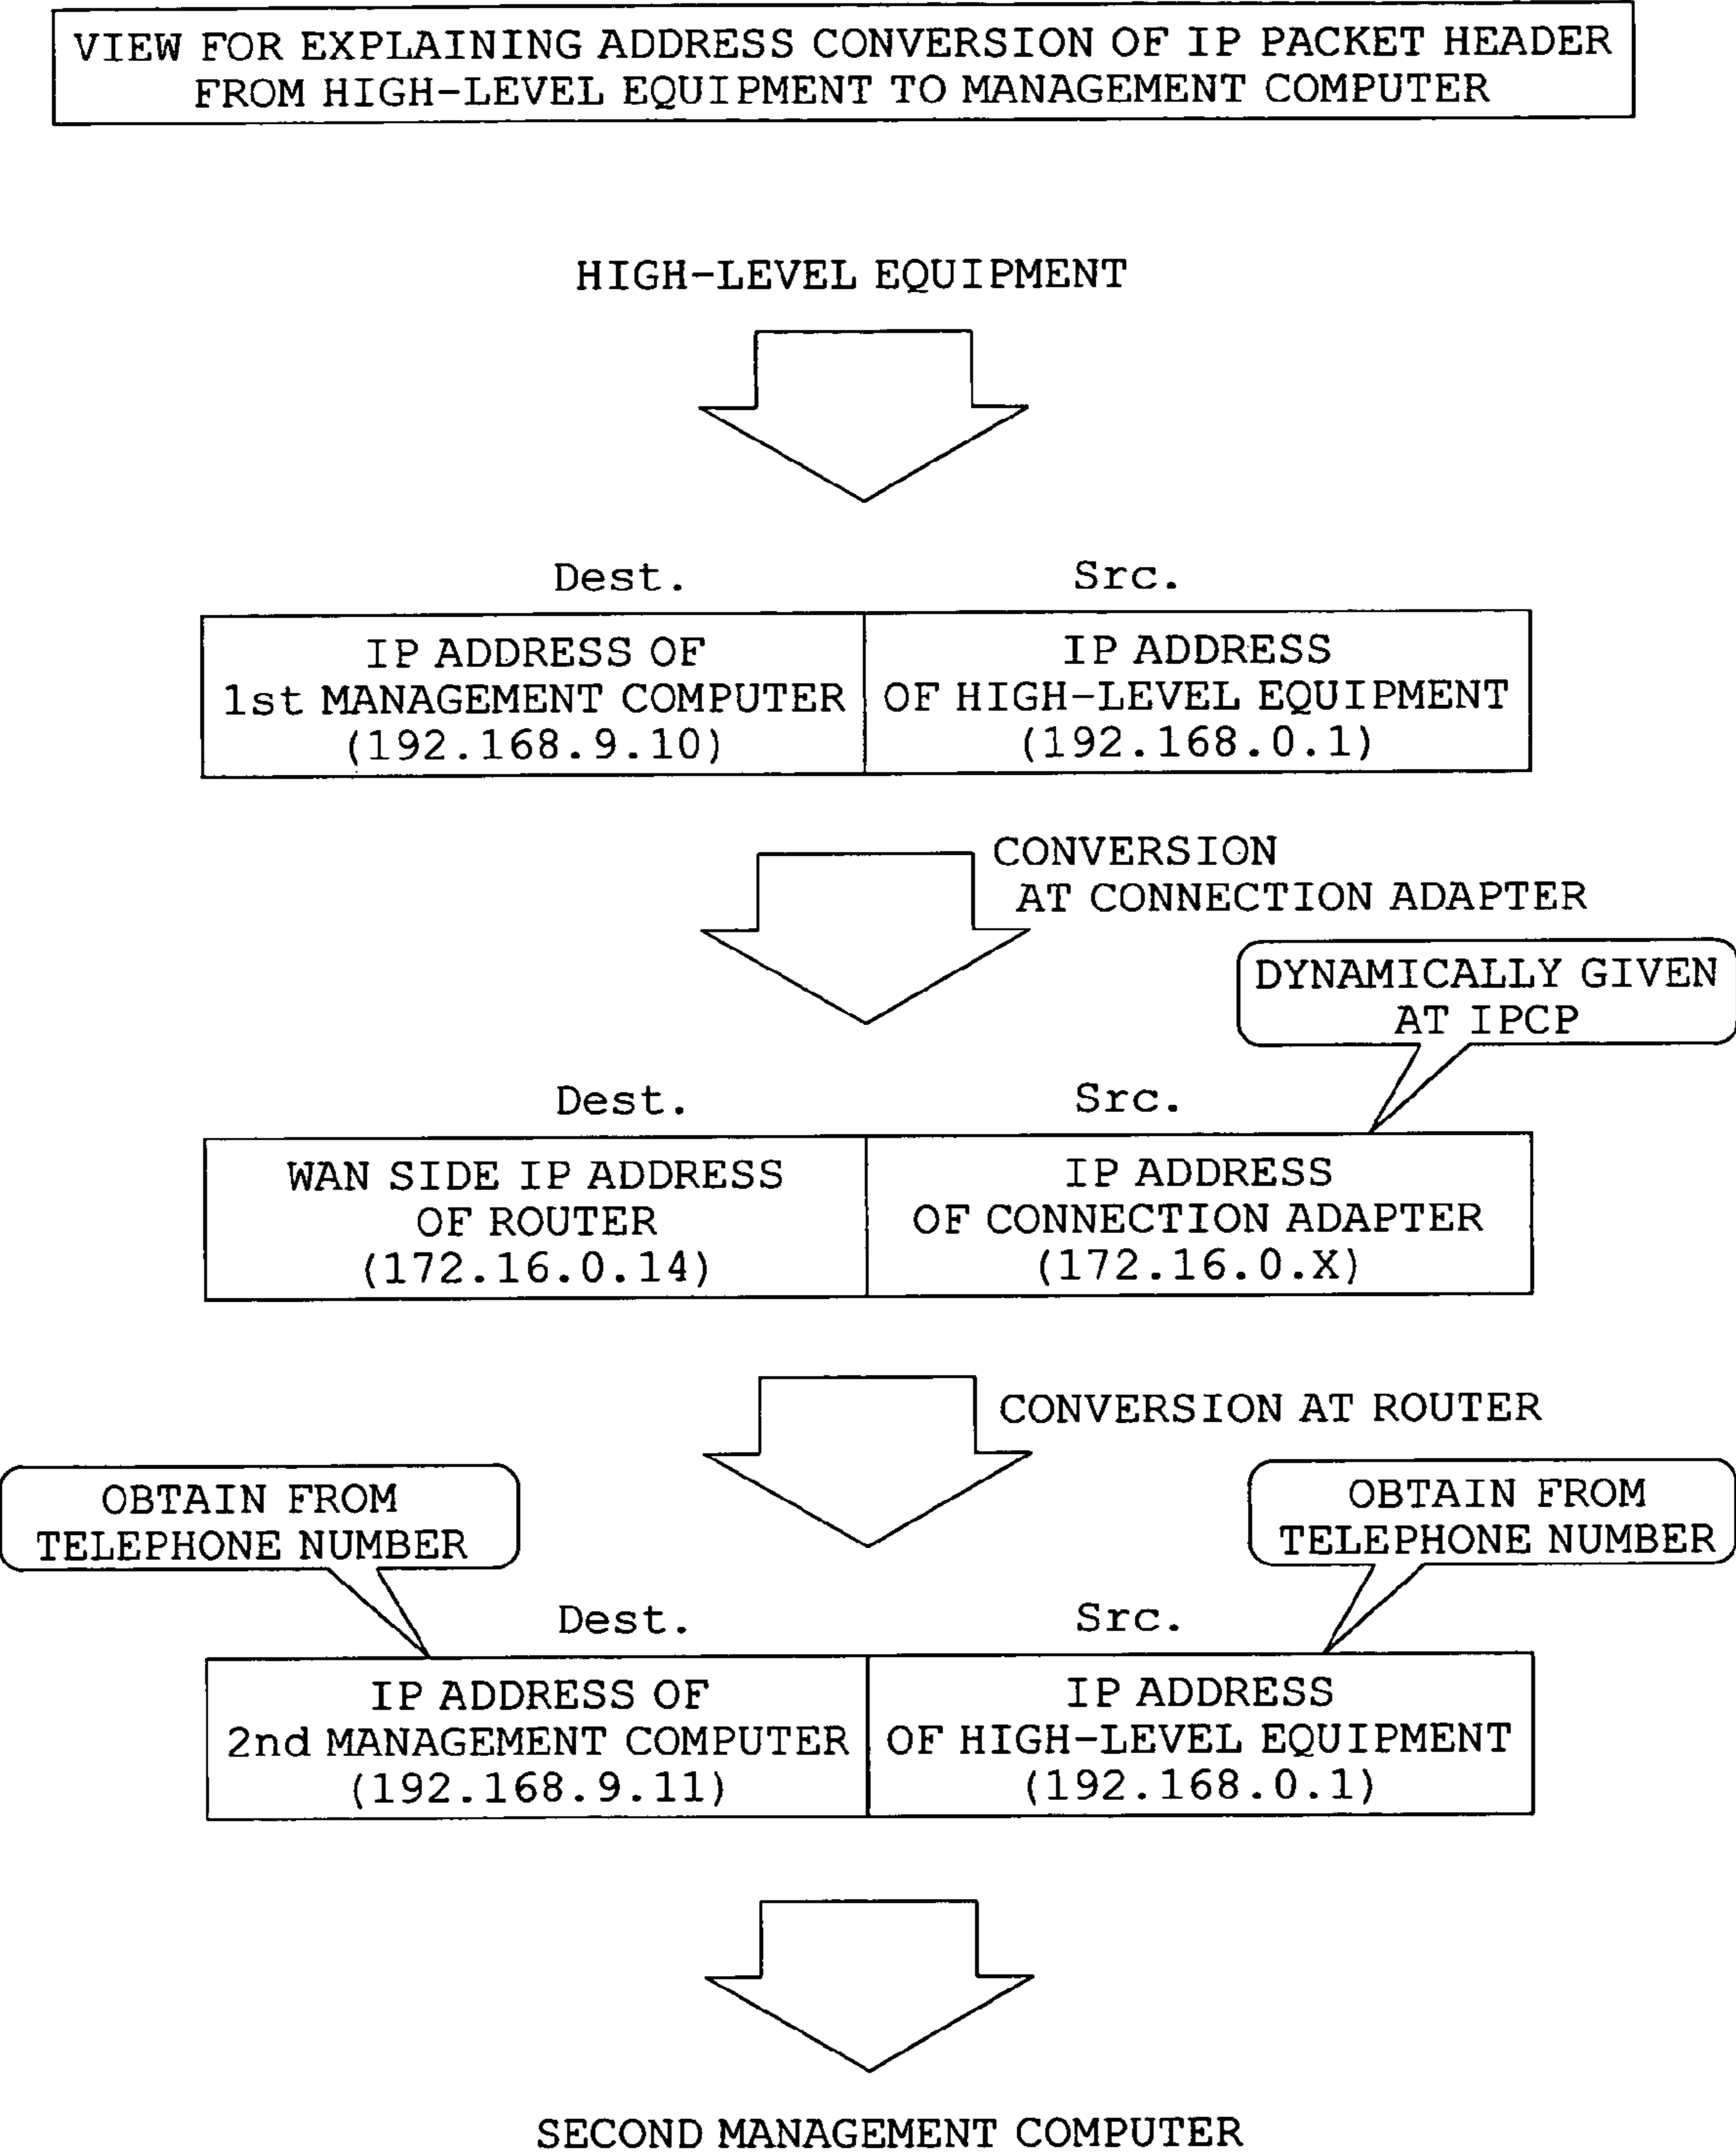 VIEW FOR EXPLAINING ADDRESS CONVERSION OF IP PACKET HEADER
FROM HIGH-LEVEL EQUIPMENT TO MANAGEMENT COMPUTER
HIGH-LEVEL EQUIPMENT
Dest.
Src.
IP ADDRESS OF
1st MANAGEMENT COMPUTER
(192.168.9.10)
IP ADDRESS
OF HIGH-LEVEL EQUIPMENT
(192.168.0.1)
CONVERSION
AT CONNECTION ADAPTER
DYNAMICALLY GIVEN
AT IPCP
Dest.
Src.
WAN SIDE IP ADDRESS
OF ROUTER
(172.16.0.14)
IP ADDRESS
OF CONNECTION ADAPTER
(172.16.0.X)
CONVERSION AT ROUTER
OBTAIN FROM
TELEPHONE NUMBER
OBTAIN FROM
TELEPHONE NUMBER
Dest.
Src.
IP ADDRESS OF
2nd MANAGEMENT COMPUTER
(192.168.9.11)
IP ADDRESS
OF HIGH-LEVEL EQUIPMENT
(192.168.0.1)
SECOND MANAGEMENT COMPUTER